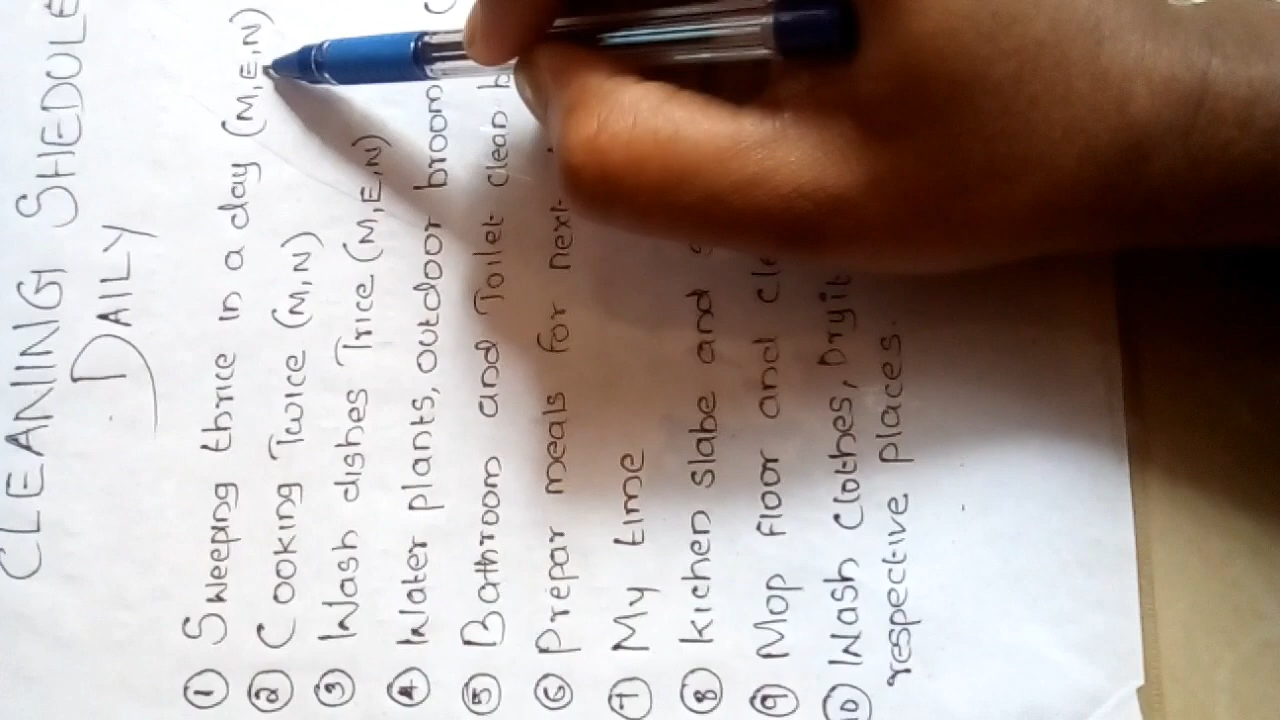 CLEANING SHEDULE
DAILY
① Sweeping thrice in a day (M,E,N)
② Cooking Twice (M,N)
③ Wash dishes Trice (M,E,N)
④ Water plants, outdoor broom
⑤ Bathroom and Toilet clean
⑥ Prepar meals for next
⑦ My time
⑧ kichen slabe and
⑨ Mop floor and
⑩ Wash Clothes, Dryit
respective places.